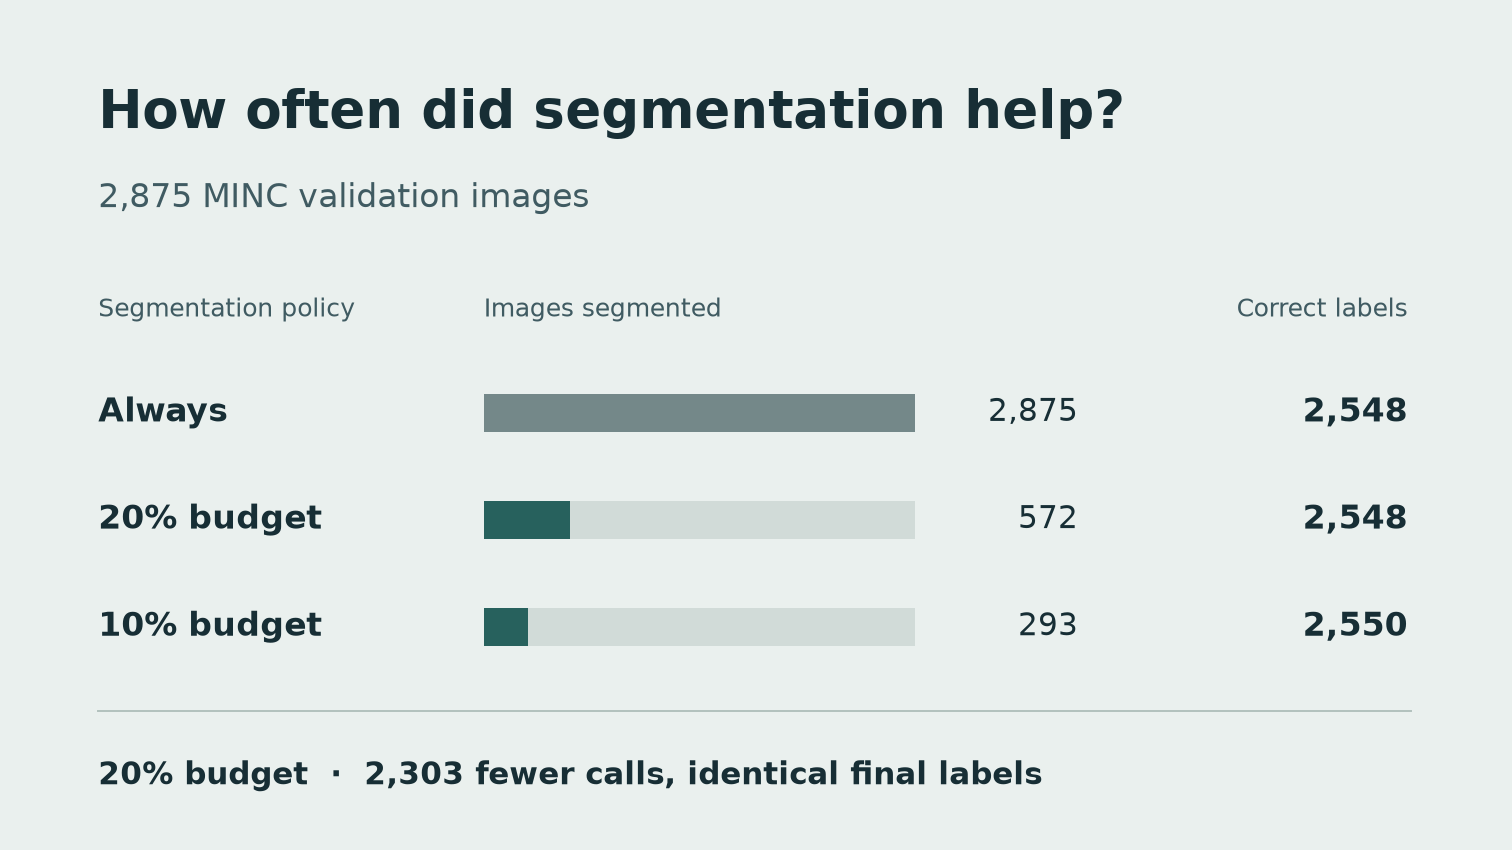 How often did segmentation help?
2,875 MINC validation images
Segmentation policy Images segmented Correct labels
Always 2,875 2,548
20% budget 572 2,548
10% budget 293 2,550
20% budget · 2,303 fewer calls, identical final labels